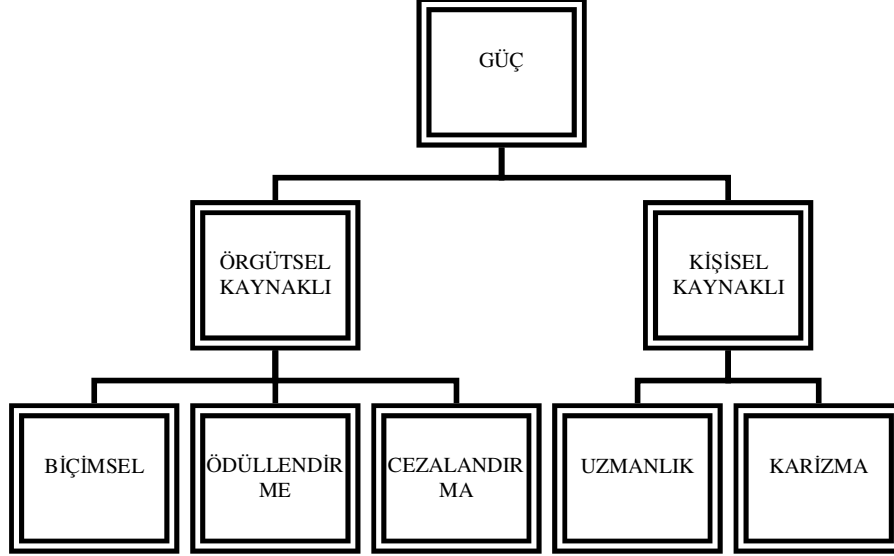 GÜÇ
ÖRGÜTSEL
KAYNAKLI
KİŞİSEL
KAYNAKLI
BİÇİMSEL
ÖDÜLLENDİR
ME
CEZALANDIR
MA
UZMANLIK
KARİZMA